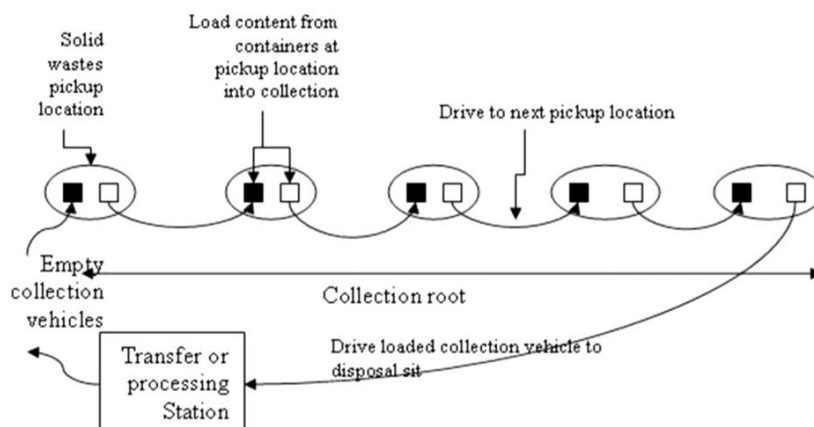 Solid
wastes
pickup
location
Load content from
containers at
pickup location
into collection
Drive to next pickup location
Empty
collection
vehicles
Collection root
Drive loaded collection vehicle to
disposal sit
Transfer or
processing
Station